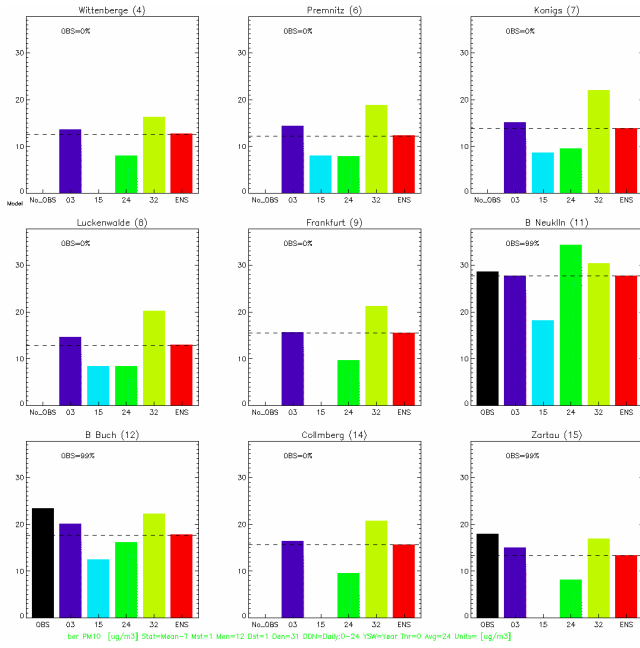 Wittenberge (4) Premnitz (6) Konigs (7)
OBS=0% OBS=0% OBS=0%
30 30 30
20 20 20
10 10 10
0 0 0
Model
No_OBS 03 15 24 32 ENS No_OBS 03 15 24 32 ENS No_OBS 03 15 24 32 ENS
Luckenwalde (8) Frankfurt (9) B Neuklln (11)
OBS=0% OBS=0% OBS=99%
30 30 30
20 20 20
10 10 10
0 0 0
No_OBS 03 15 24 32 ENS No_OBS 03 15 24 32 ENS OBS 03 15 24 32 ENS
B Buch (12) Collmberg (14) Zartau (15)
OBS=99% OBS=0% OBS=99%
30 30 30
20 20 20
10 10 10
0 0 0
OBS 03 15 24 32 ENS No_OBS 03 15 24 32 ENS OBS 03 15 24 32 ENS
ber PM10 [ug/m3] Stat=Mean-1 Mst=1 Men=12 Dst=1 Den=31 DDN=Daily:0-24 YSW=Year Thr=0 Avg=24 Units= [ug/m3]